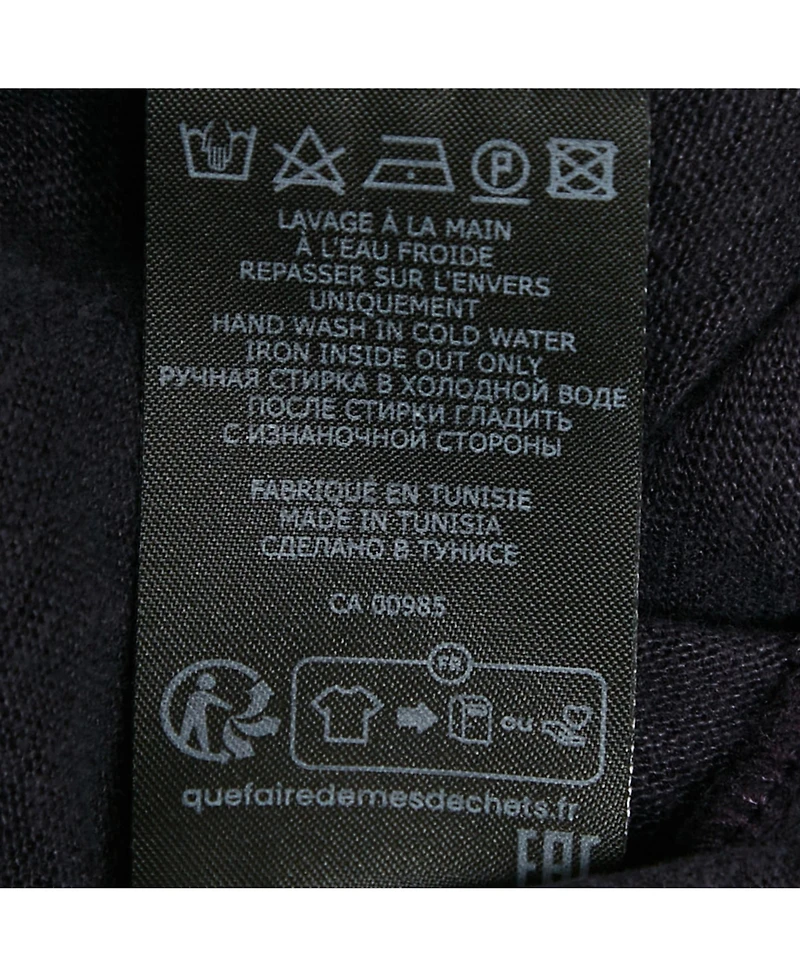 P
LAVAGE À LA MAIN
À L'EAU FROIDE
REPASSER SUR L'ENVERS
UNIQUEMENT
HAND WASH IN COLD WATER
IRON INSIDE OUT ONLY
РУЧНАЯ СТИРКА В ХОЛОДНОЙ ВОДЕ
ПОСЛЕ СТИРКИ ГЛАДИТЬ
С ИЗНАНОЧНОЙ СТОРОНЫ
FABRIQUE EN TUNISIE
MADE IN TUNISIA
СДЕЛАНО В ТУНИСЕ
CA 00985
FR
ou
quefairedemesdechets.fr
EAC